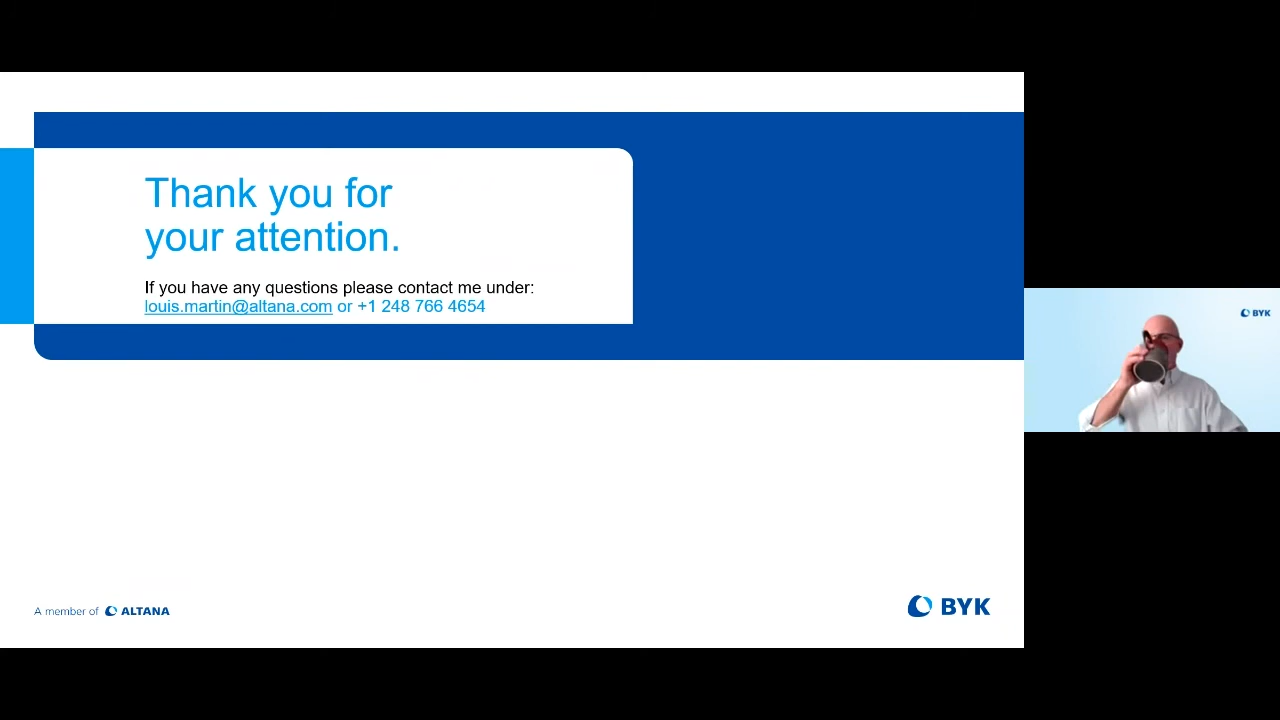 Thank you for
your attention.
If you have any questions please contact me under:
louis.martin@altana.com or +1 248 766 4654
BYK
A member of ALTANA
BYK